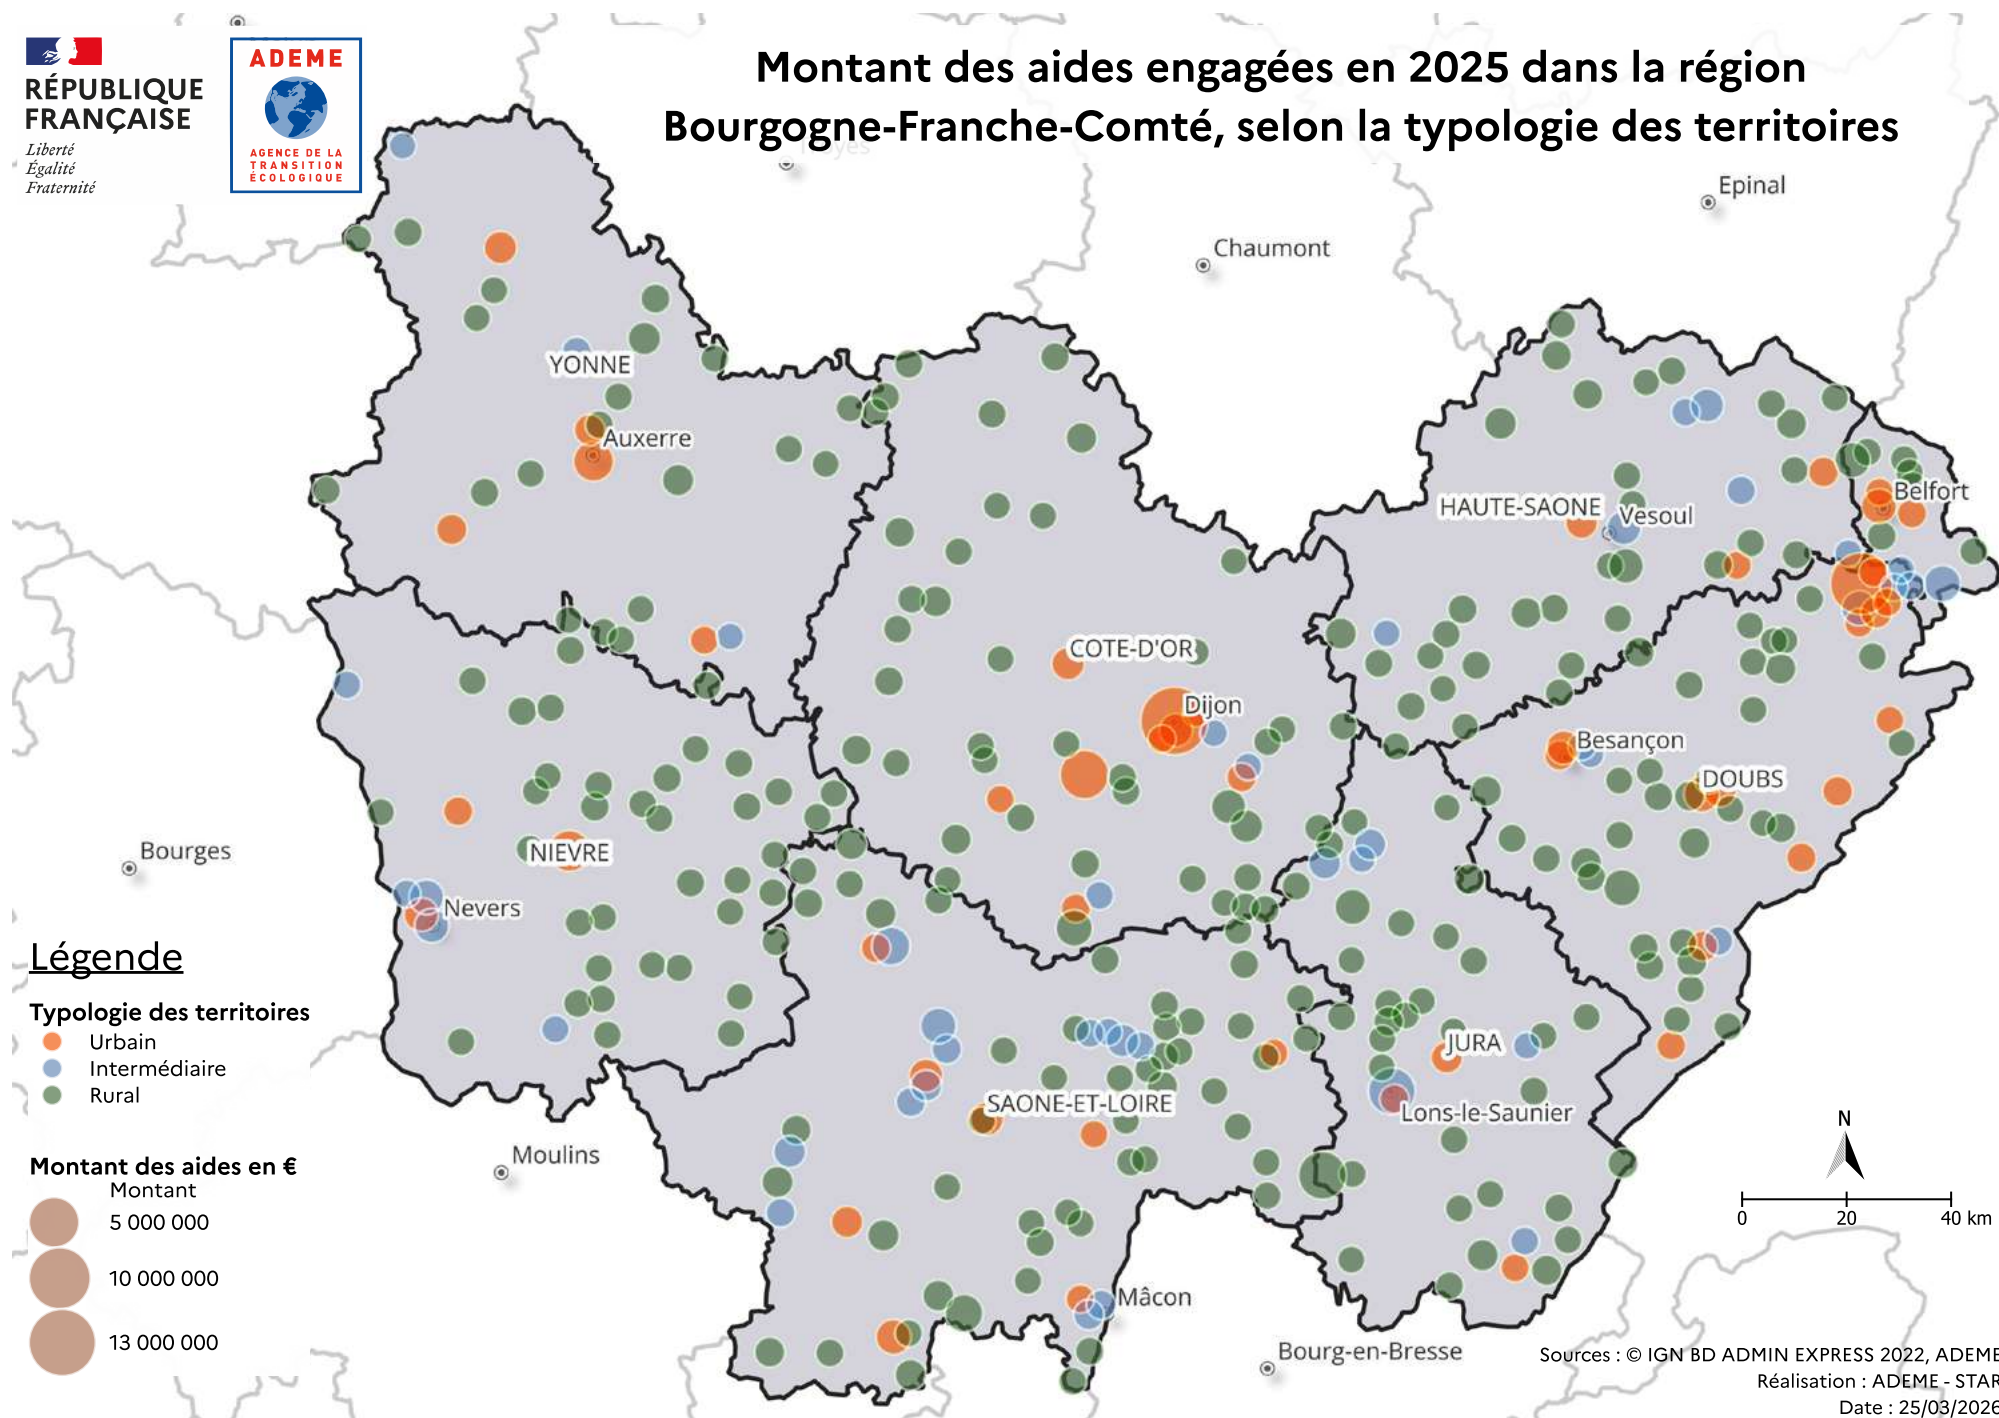 RÉPUBLIQUE
FRANÇAISE
Liberté
Égalité
Fraternité
ADEME
AGENCE DE LA
TRANSITION
ÉCOLOGIQUE
Montant des aides engagées en 2025 dans la région
Bourgogne-Franche-Comté, selon la typologie des territoires
Epinal
Chaumont
YONNE
Auxerre
HAUTE-SAONE
Vesoul
Belfort
COTE-D'OR
Dijon
Besançon
DOUBS
NIEVRE
Bourges
Nevers
JURA
SAONE-ET-LOIRE
Lons-le-Saunier
Moulins
Mâcon
Bourg-en-Bresse
Légende
Typologie des territoires
Urbain
Intermédiaire
Rural
Montant des aides en €
Montant
5 000 000
10 000 000
13 000 000
N
0 20 40 km
Sources : © IGN BD ADMIN EXPRESS 2022, ADEME
Réalisation : ADEME - STAR
Date : 25/03/2026